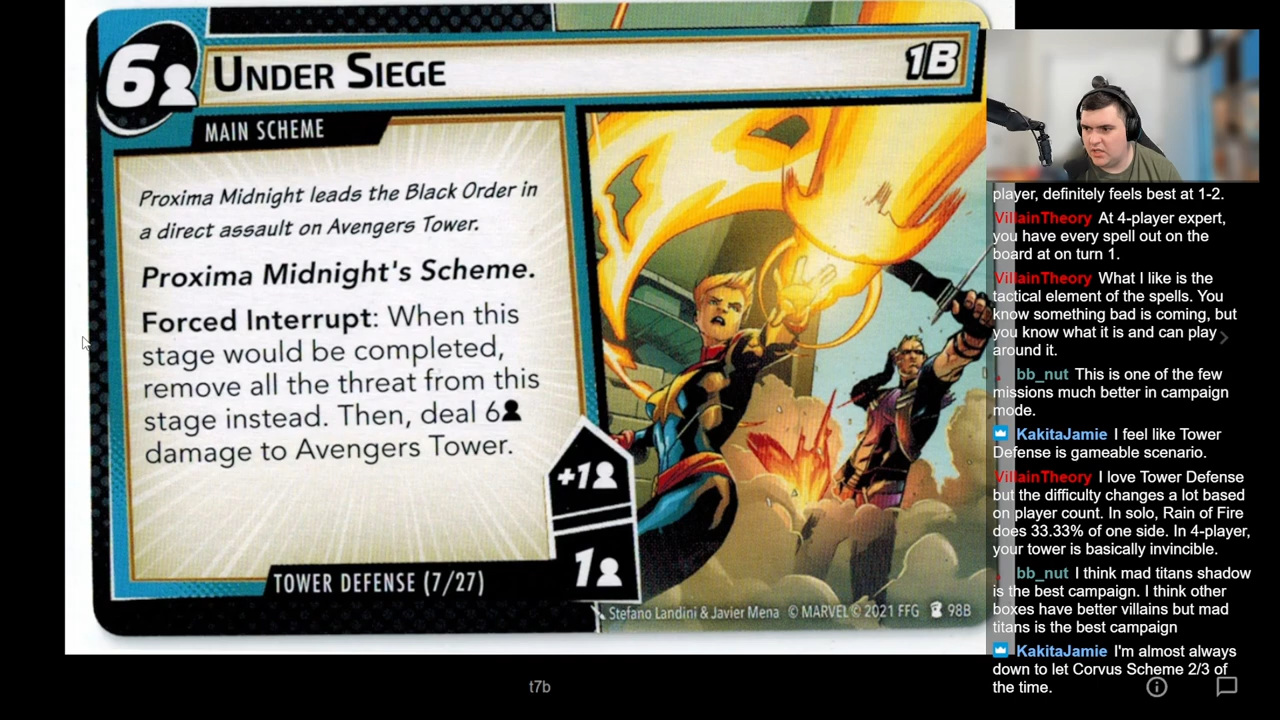 6
UNDER SIEGE
1B
MAIN SCHEME
Proxima Midnight leads the Black Order in
a direct assault on Avengers Tower.
Proxima Midnight's Scheme.
Forced Interrupt: When this
stage would be completed,
remove all the threat from this
stage instead. Then, deal 6
damage to Avengers Tower.
+1
1
TOWER DEFENSE (7/27)
Stefano Landini & Javier Mena © MARVEL © 2021 FFG 98B
t7b
player, definitely feels best at 1-2.
VillainTheory At 4-player expert,
you have every spell out on the
board at on turn 1.
VillainTheory What I like is the
tactical element of the spells. You
know something bad is coming, but
you know what it is and can play
around it.
bb_nut This is one of the few
missions much better in campaign
mode.
KakitaJamie I feel like Tower
Defense is gameable scenario.
VillainTheory I love Tower Defense
but the difficulty changes a lot based
on player count. In solo, Rain of Fire
does 33.33% of one side. In 4-player,
your tower is basically invincible.
bb_nut I think mad titans shadow
is the best campaign. I think other
boxes have better villains but mad
titans is the best campaign
KakitaJamie I'm almost always
down to let Corvus Scheme 2/3 of
the time.